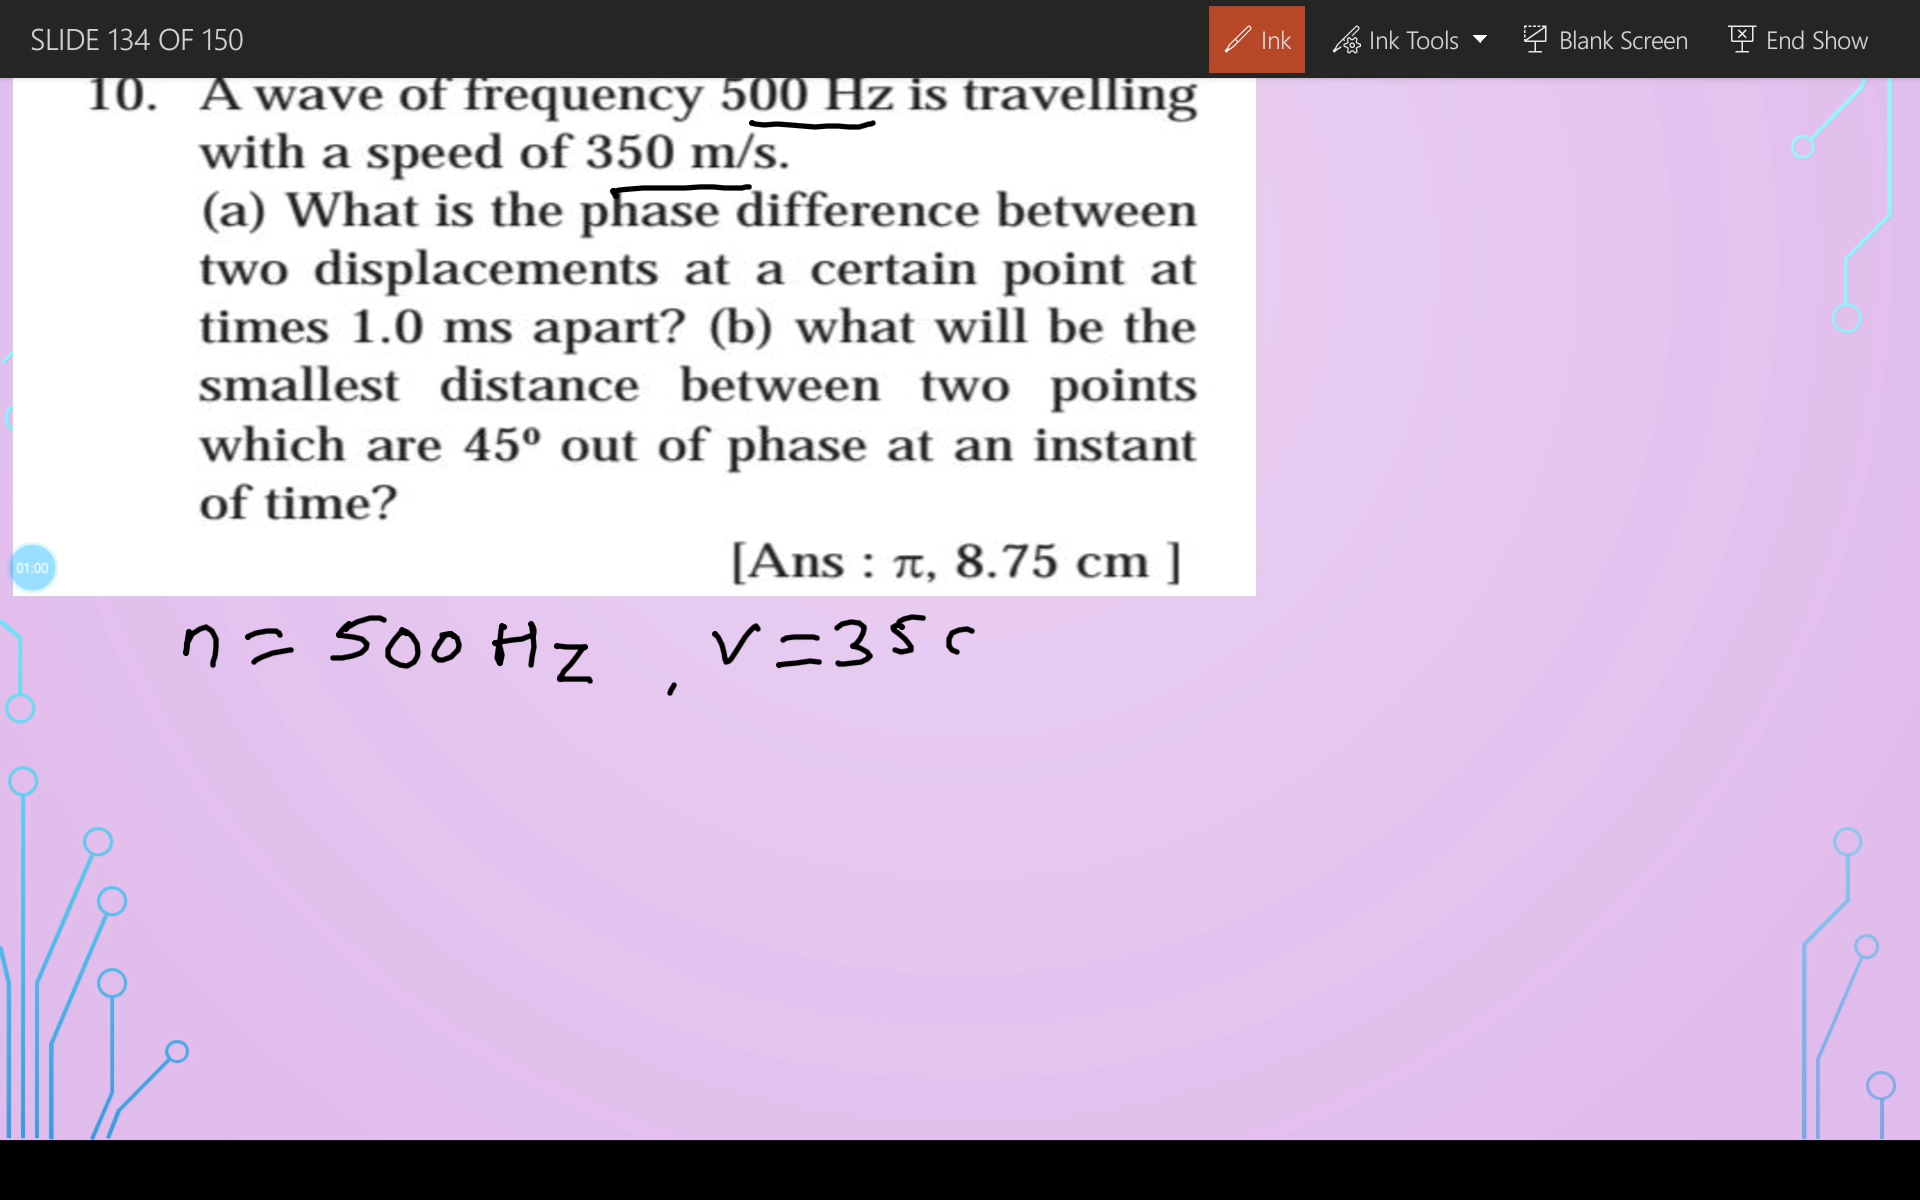 SLIDE 134 OF 150 Ink Ink Tools Blank Screen End Show
10. A wave of frequency 500 Hz is travelling
with a speed of 350 m/s.
(a) What is the phase difference between
two displacements at a certain point at
times 1.0 ms apart? (b) what will be the
smallest distance between two points
which are 45º out of phase at an instant
of time?
[Ans : π, 8.75 cm ]
01:00
n = 500 Hz , v = 35